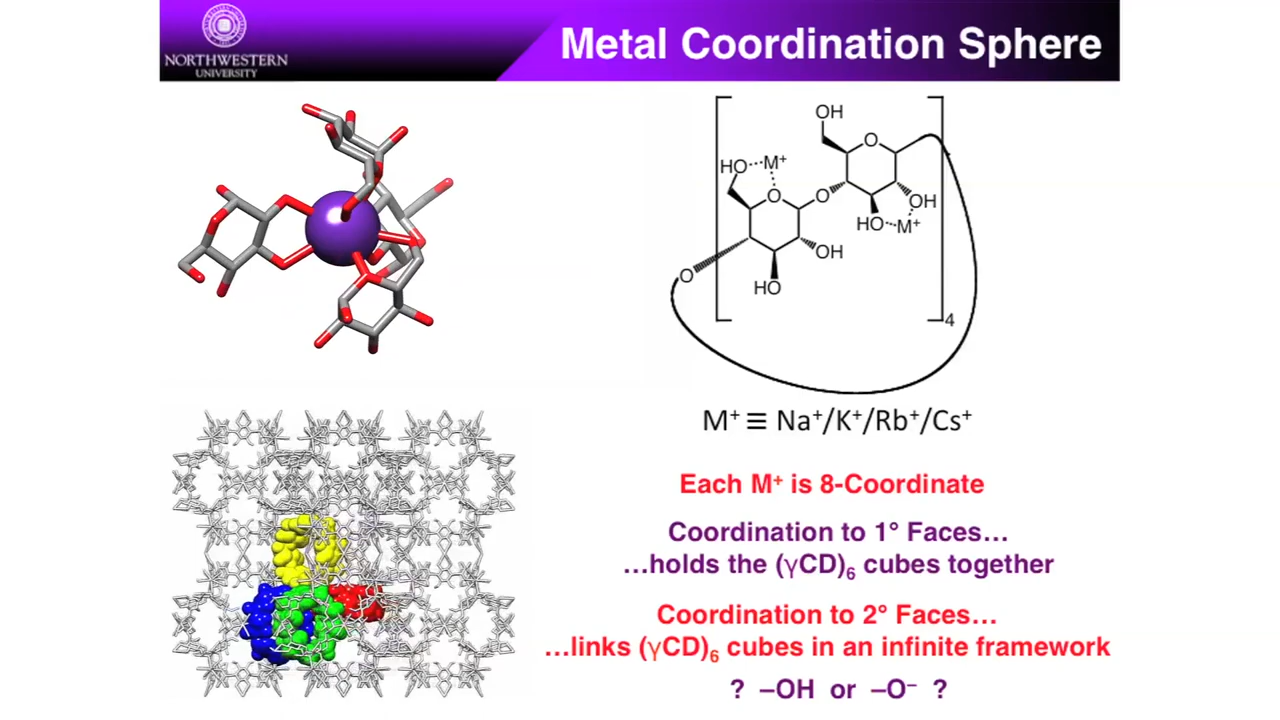 NORTHWESTERN
UNIVERSITY
Metal Coordination Sphere
OH
O
HO
M⁺
O
O
OH
HO
M⁺
OH
O
HO
4
M⁺ ≡ Na⁺/K⁺/Rb⁺/Cs⁺
Each M⁺ is 8-Coordinate
Coordination to 1° Faces…
…holds the (γCD)₆ cubes together
Coordination to 2° Faces…
…links (γCD)₆ cubes in an infinite framework
? –OH or –O⁻ ?